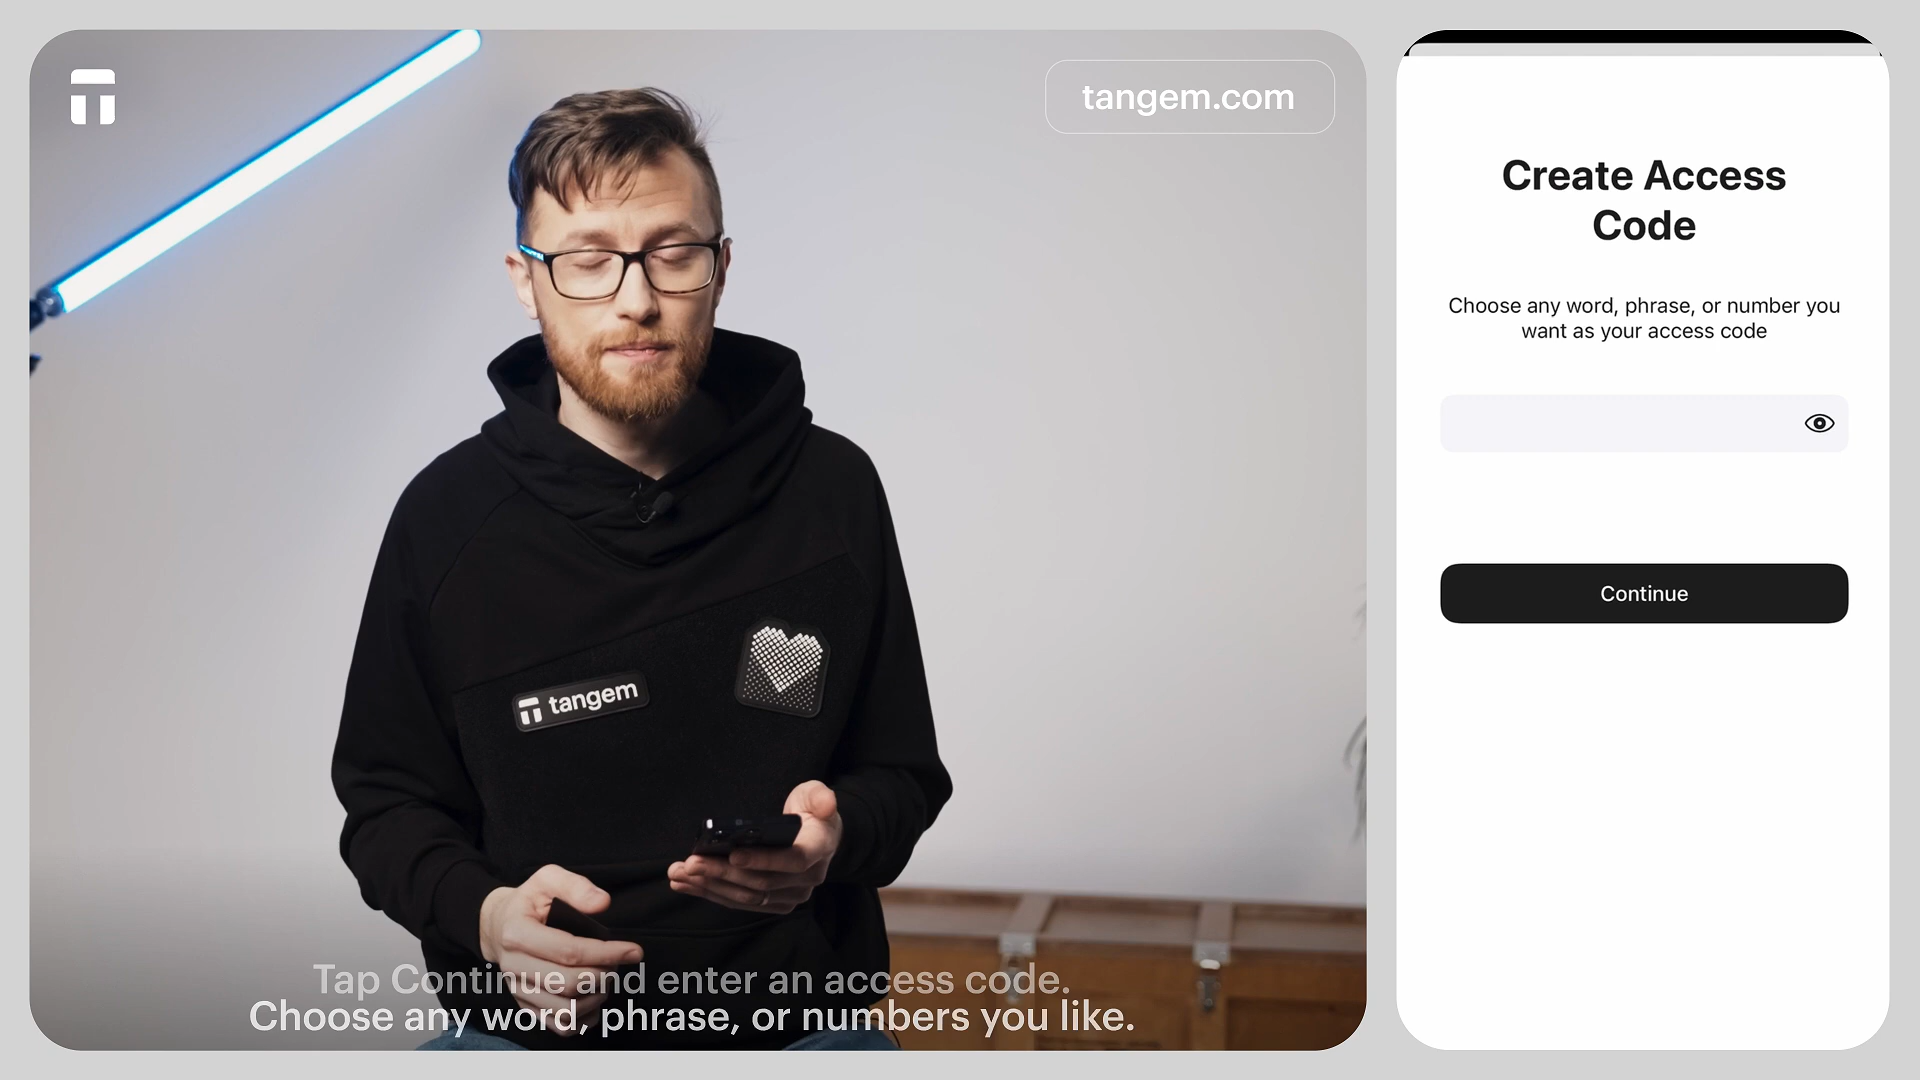 tangem.com
tangem
Tap Continue and enter an access code.
Choose any word, phrase, or numbers you like.
Create Access
Code
Choose any word, phrase, or number you
want as your access code
Continue